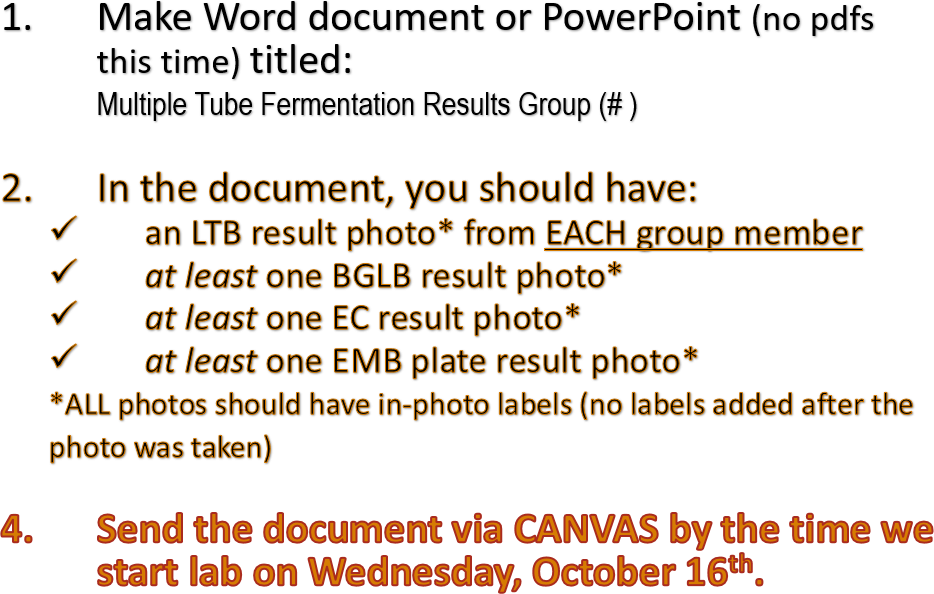 1. Make Word document or PowerPoint (no pdfs
this time) titled:
Multiple Tube Fermentation Results Group (# )
2. In the document, you should have:
✓ an LTB result photo* from EACH group member
✓ at least one BGLB result photo*
✓ at least one EC result photo*
✓ at least one EMB plate result photo*
*ALL photos should have in-photo labels (no labels added after the
photo was taken)
4. Send the document via CANVAS by the time we
start lab on Wednesday, October 16th.